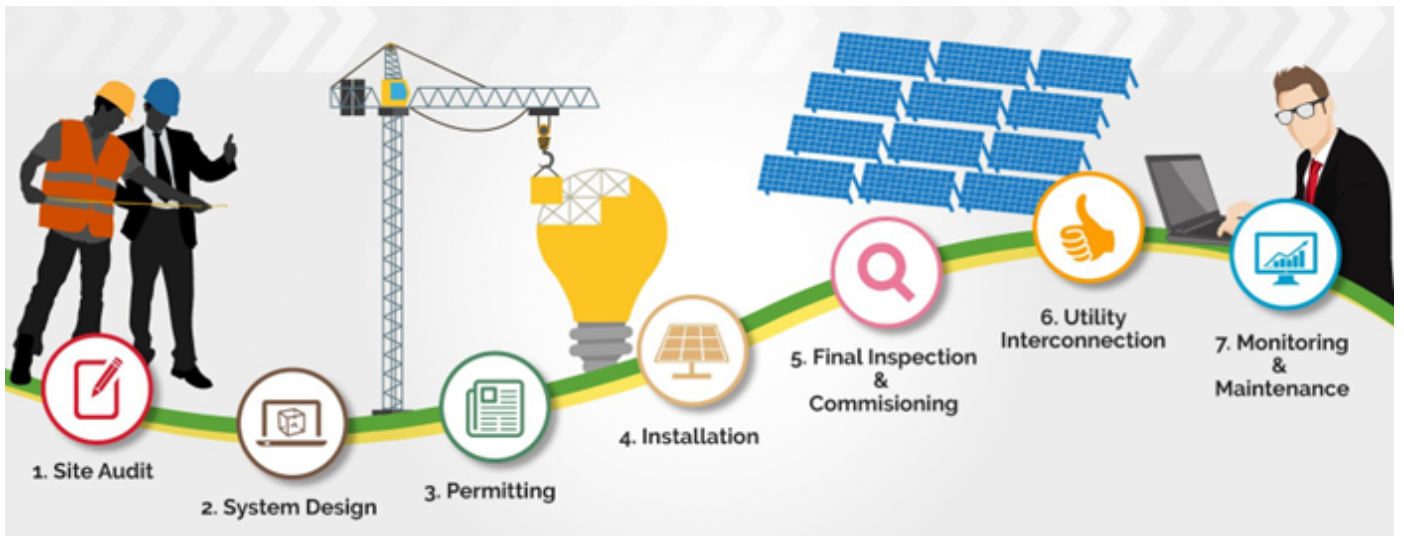 1. Site Audit
2. System Design
3. Permitting
4. Installation
5. Final Inspection
&
Commisioning
6. Utility
Interconnection
7. Monitoring
&
Maintenance